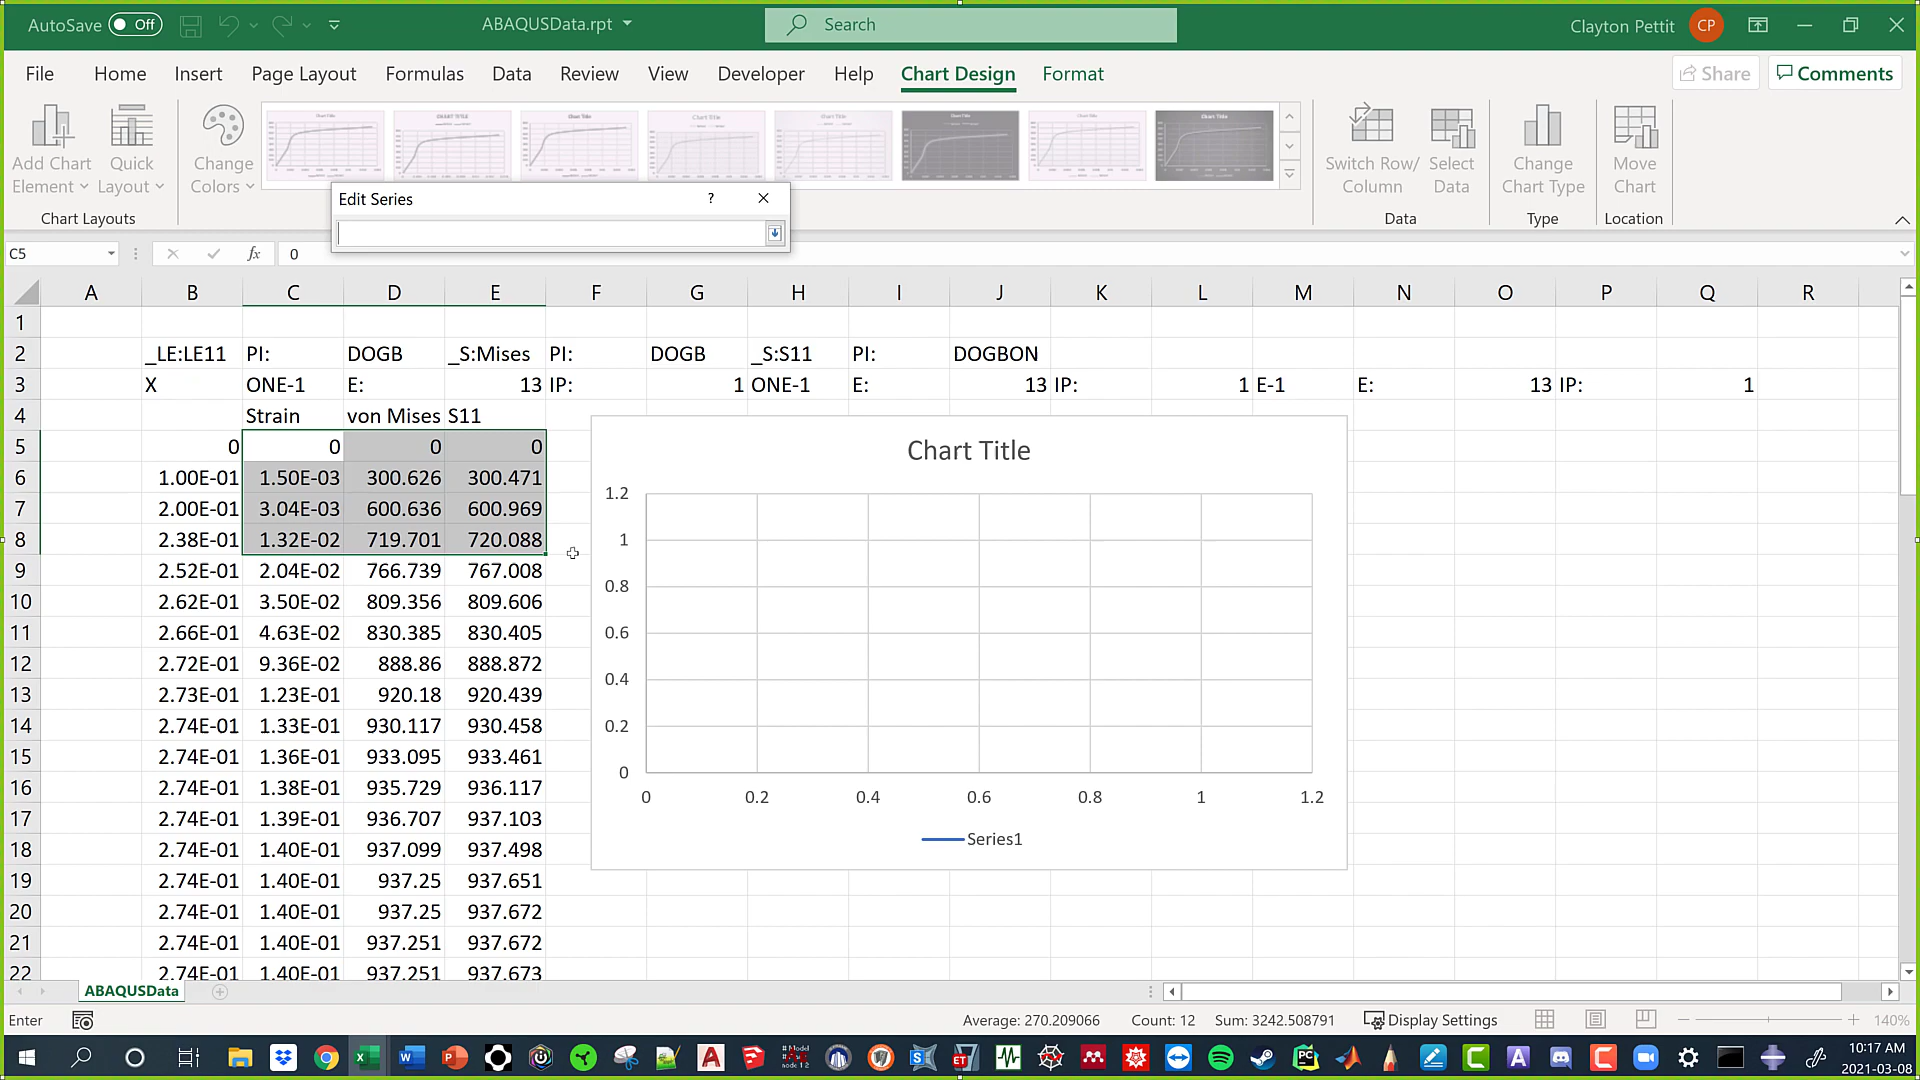 AutoSave Off ABAQUSData.rpt Search Clayton Pettit CP
File Home Insert Page Layout Formulas Data Review View Developer Help Chart Design Format Share Comments
Add Chart Element Quick Layout Change Colors Switch Row/ Column Select Data Change Chart Type Move Chart
Chart Layouts Data Type Location
Edit Series ?
C5 fx 0
A B C D E F G H I J K L M N O P Q R
1
2 _LE:LE11 PI: DOGB _S:Mises PI: DOGB _S:S11 PI: DOGBON
3 X ONE-1 E: 13 IP: 1 ONE-1 E: 13 IP: 1 E-1 E: 13 IP: 1
4 Strain von Mises S11
5 0 0 0 0
6 1.00E-01 1.50E-03 300.626 300.471
7 2.00E-01 3.04E-03 600.636 600.969
8 2.38E-01 1.32E-02 719.701 720.088
9 2.52E-01 2.04E-02 766.739 767.008
10 2.62E-01 3.50E-02 809.356 809.606
11 2.66E-01 4.63E-02 830.385 830.405
12 2.72E-01 9.36E-02 888.86 888.872
13 2.73E-01 1.23E-01 920.18 920.439
14 2.74E-01 1.33E-01 930.117 930.458
15 2.74E-01 1.36E-01 933.095 933.461
16 2.74E-01 1.38E-01 935.729 936.117
17 2.74E-01 1.39E-01 936.707 937.103
18 2.74E-01 1.40E-01 937.099 937.498
19 2.74E-01 1.40E-01 937.25 937.651
20 2.74E-01 1.40E-01 937.25 937.672
21 2.74E-01 1.40E-01 937.251 937.672
22 2.74E-01 1.40E-01 937.251 937.673
Chart Title
1.2
1
0.8
0.6
0.4
0.2
0
0 0.2 0.4 0.6 0.8 1 1.2
Series1
ABAQUSData
Enter Average: 270.209066 Count: 12 Sum: 3242.508791 Display Settings 140%
10:17 AM
2021-03-08